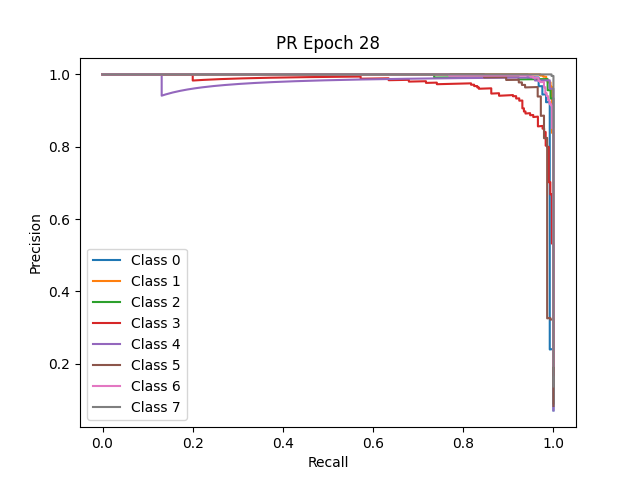 PR Epoch 28
1.0
0.8
0.6
0.4
0.2
Precision
Class 0
Class 1
Class 2
Class 3
Class 4
Class 5
Class 6
Class 7
0.0 0.2 0.4 0.6 0.8 1.0
Recall